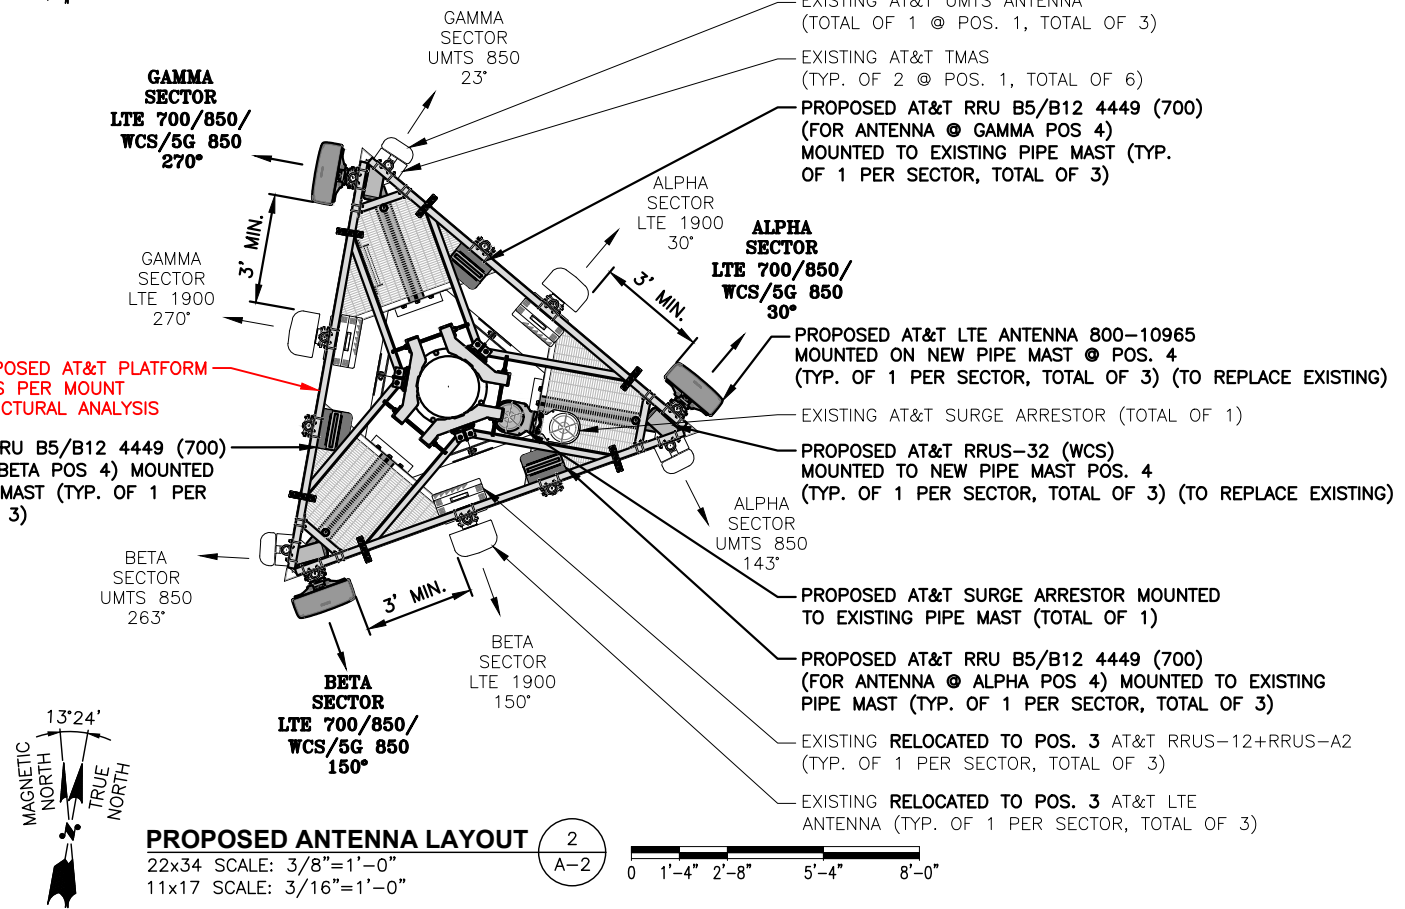 EXISTING AT&T UMTS ANTENNA
(TOTAL OF 1 @ POS. 1, TOTAL OF 3)
EXISTING AT&T TMAS
(TYP. OF 2 @ POS. 1, TOTAL OF 6)
PROPOSED AT&T RRU B5/B12 4449 (700)
(FOR ANTENNA @ GAMMA POS 4)
MOUNTED TO EXISTING PIPE MAST (TYP.
OF 1 PER SECTOR, TOTAL OF 3)
GAMMA
SECTOR
UMTS 850
23°
GAMMA
SECTOR
LTE 700/850/
WCS/5G 850
270°
ALPHA
SECTOR
LTE 1900
30°
ALPHA
SECTOR
LTE 700/850/
WCS/5G 850
30°
3' MIN.
3' MIN.
GAMMA
SECTOR
LTE 1900
270°
PROPOSED AT&T LTE ANTENNA 800-10965
MOUNTED ON NEW PIPE MAST @ POS. 4
(TYP. OF 1 PER SECTOR, TOTAL OF 3) (TO REPLACE EXISTING)
OSED AT&T PLATFORM
S PER MOUNT
CTURAL ANALYSIS
EXISTING AT&T SURGE ARRESTOR (TOTAL OF 1)
RU B5/B12 4449 (700)
BETA POS 4) MOUNTED
MAST (TYP. OF 1 PER
3)
PROPOSED AT&T RRUS-32 (WCS)
MOUNTED TO NEW PIPE MAST POS. 4
(TYP. OF 1 PER SECTOR, TOTAL OF 3) (TO REPLACE EXISTING)
ALPHA
SECTOR
UMTS 850
143°
BETA
SECTOR
UMTS 850
263°
3' MIN.
PROPOSED AT&T SURGE ARRESTOR MOUNTED
TO EXISTING PIPE MAST (TOTAL OF 1)
BETA
SECTOR
LTE 1900
150°
BETA
SECTOR
LTE 700/850/
WCS/5G 850
150°
PROPOSED AT&T RRU B5/B12 4449 (700)
(FOR ANTENNA @ ALPHA POS 4) MOUNTED TO EXISTING
PIPE MAST (TYP. OF 1 PER SECTOR, TOTAL OF 3)
EXISTING RELOCATED TO POS. 3 AT&T RRUS-12+RRUS-A2
(TYP. OF 1 PER SECTOR, TOTAL OF 3)
EXISTING RELOCATED TO POS. 3 AT&T LTE
ANTENNA (TYP. OF 1 PER SECTOR, TOTAL OF 3)
13°24'
MAGNETIC
NORTH
TRUE
NORTH
N
PROPOSED ANTENNA LAYOUT
2
A-2
22x34 SCALE: 3/8"=1'-0"
11x17 SCALE: 3/16"=1'-0"
0 1'-4" 2'-8" 5'-4" 8'-0"